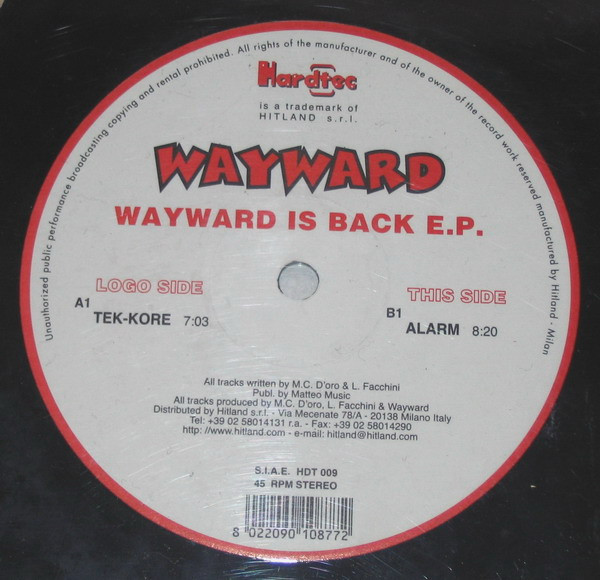 Unauthorized public performance broadcasting copying and rental prohibited. All rights of the manufacturer and of the owner of the record work reserved manufactured by Hitland - Milan
Hardtec
is a trademark of
HITLAND s.r.l.
WAYWARD
WAYWARD IS BACK E.P.
LOGO SIDE
A1
TEK-KORE 7:03
THIS SIDE
B1
ALARM 8:20
All tracks written by M.C. D'oro & L. Facchini
Publ. by Matteo Music
All tracks produced by M.C. D'oro, L. Facchini & Wayward
Distributed by Hitland s.r.l. - Via Mecenate 78/A - 20138 Milano Italy
Tel: +39 02 58014131 r.a. - Fax: +39 02 58014290
http: //www.hitland.com - e-mail: hitland@hitland.com
S.I.A.E. HDT 009
45 RPM STEREO
8 022090 108772